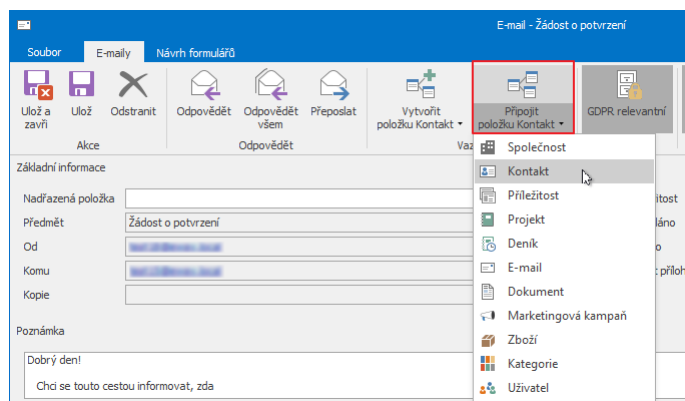 E-mail - Žádost o potvrzení
Soubor E-maily Návrh formulářů
Ulož a zavři Ulož Odstranit Odpovědět Odpovědět všem Přeposlat Vytvořit položku Kontakt Připojit položku Kontakt GDPR relevantní
Akce Odpovědět Vaz
Základní informace
Společnost
Kontakt
Nadřazená položka
Příležitost
itost
Předmět Žádost o potvrzení
Projekt
láno
Od
Deník
o
Komu
E-mail
t příloh
Kopie
Dokument
Marketingová kampaň
Poznámka
Zboží
Dobrý den!
Kategorie
Chci se touto cestou informovat, zda
Uživatel